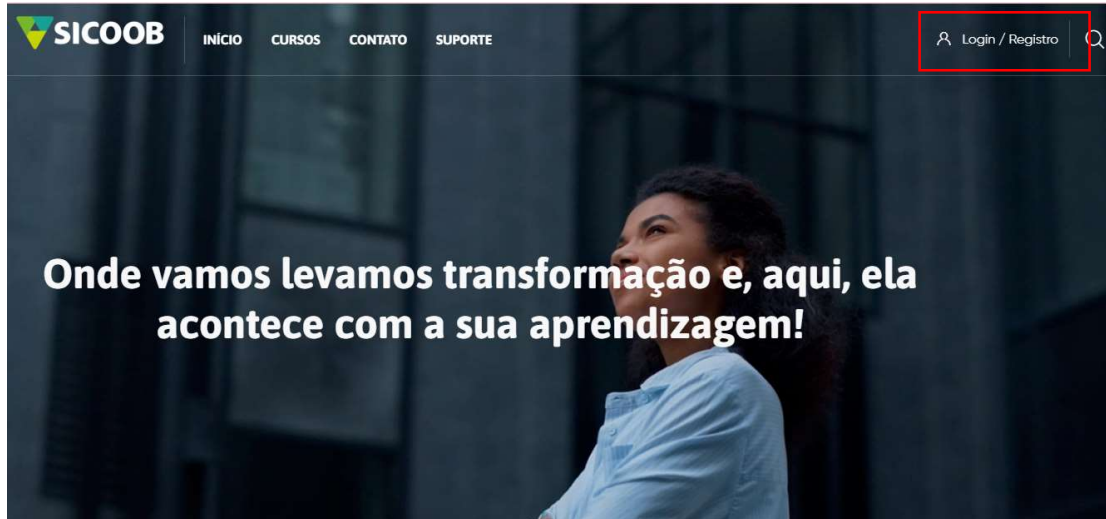 SICOOB
INÍCIO CURSOS CONTATO SUPORTE
Login / Registro
Onde vamos levamos transformação e, aqui, ela
acontece com a sua aprendizagem!